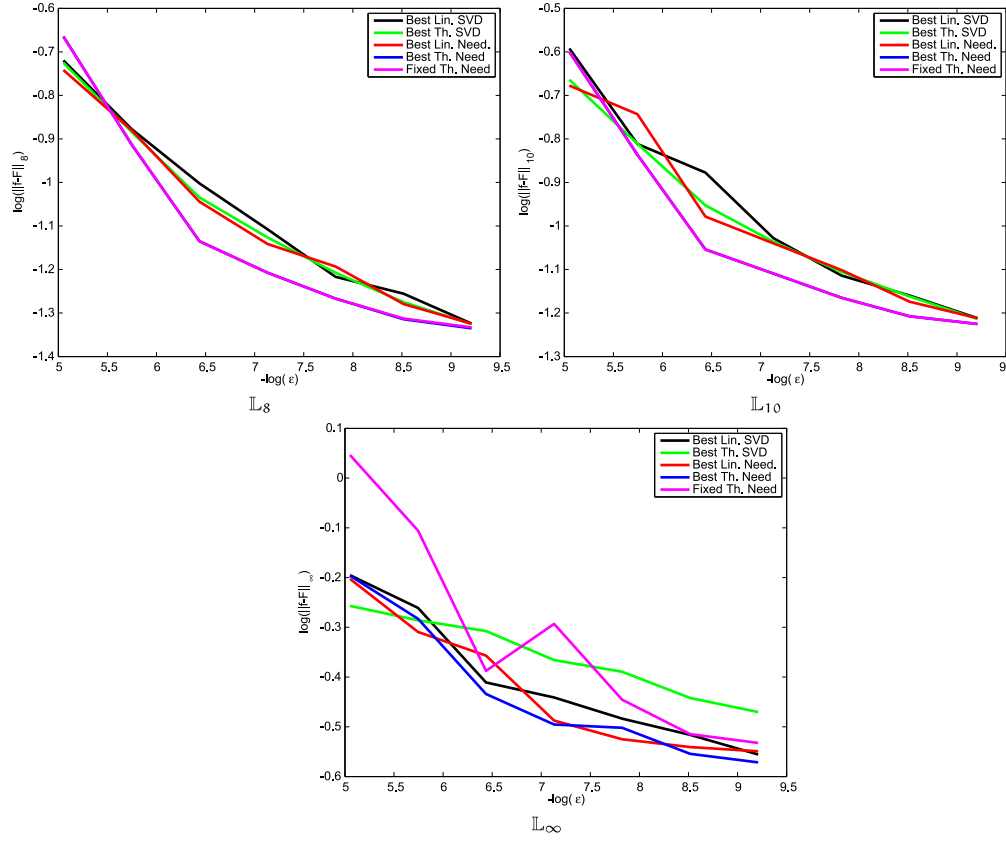 -0.6
-0.7
-0.8
-0.9
-1
-1.1
-1.2
-1.3
-1.4
log(||f-F||_8)
Best Lin. SVD
Best Th. SVD
Best Lin. Need.
Best Th. Need
Fixed Th. Need
5 5.5 6 6.5 7 7.5 8 8.5 9 9.5
-log(ε)
𝕃₈
-0.5
-0.6
-0.7
-0.8
-0.9
-1
-1.1
-1.2
-1.3
log(||f-F||_10)
Best Lin. SVD
Best Th. SVD
Best Lin. Need.
Best Th. Need
Fixed Th. Need
5 5.5 6 6.5 7 7.5 8 8.5 9 9
-log(ε)
𝕃₁₀
0.1
0
-0.1
-0.2
-0.3
-0.4
-0.5
-0.6
log(||f-F||_∞)
Best Lin. SVD
Best Th. SVD
Best Lin. Need.
Best Th. Need
Fixed Th. Need
5 5.5 6 6.5 7 7.5 8 8.5 9 9.5
-log(ε)
𝕃∞